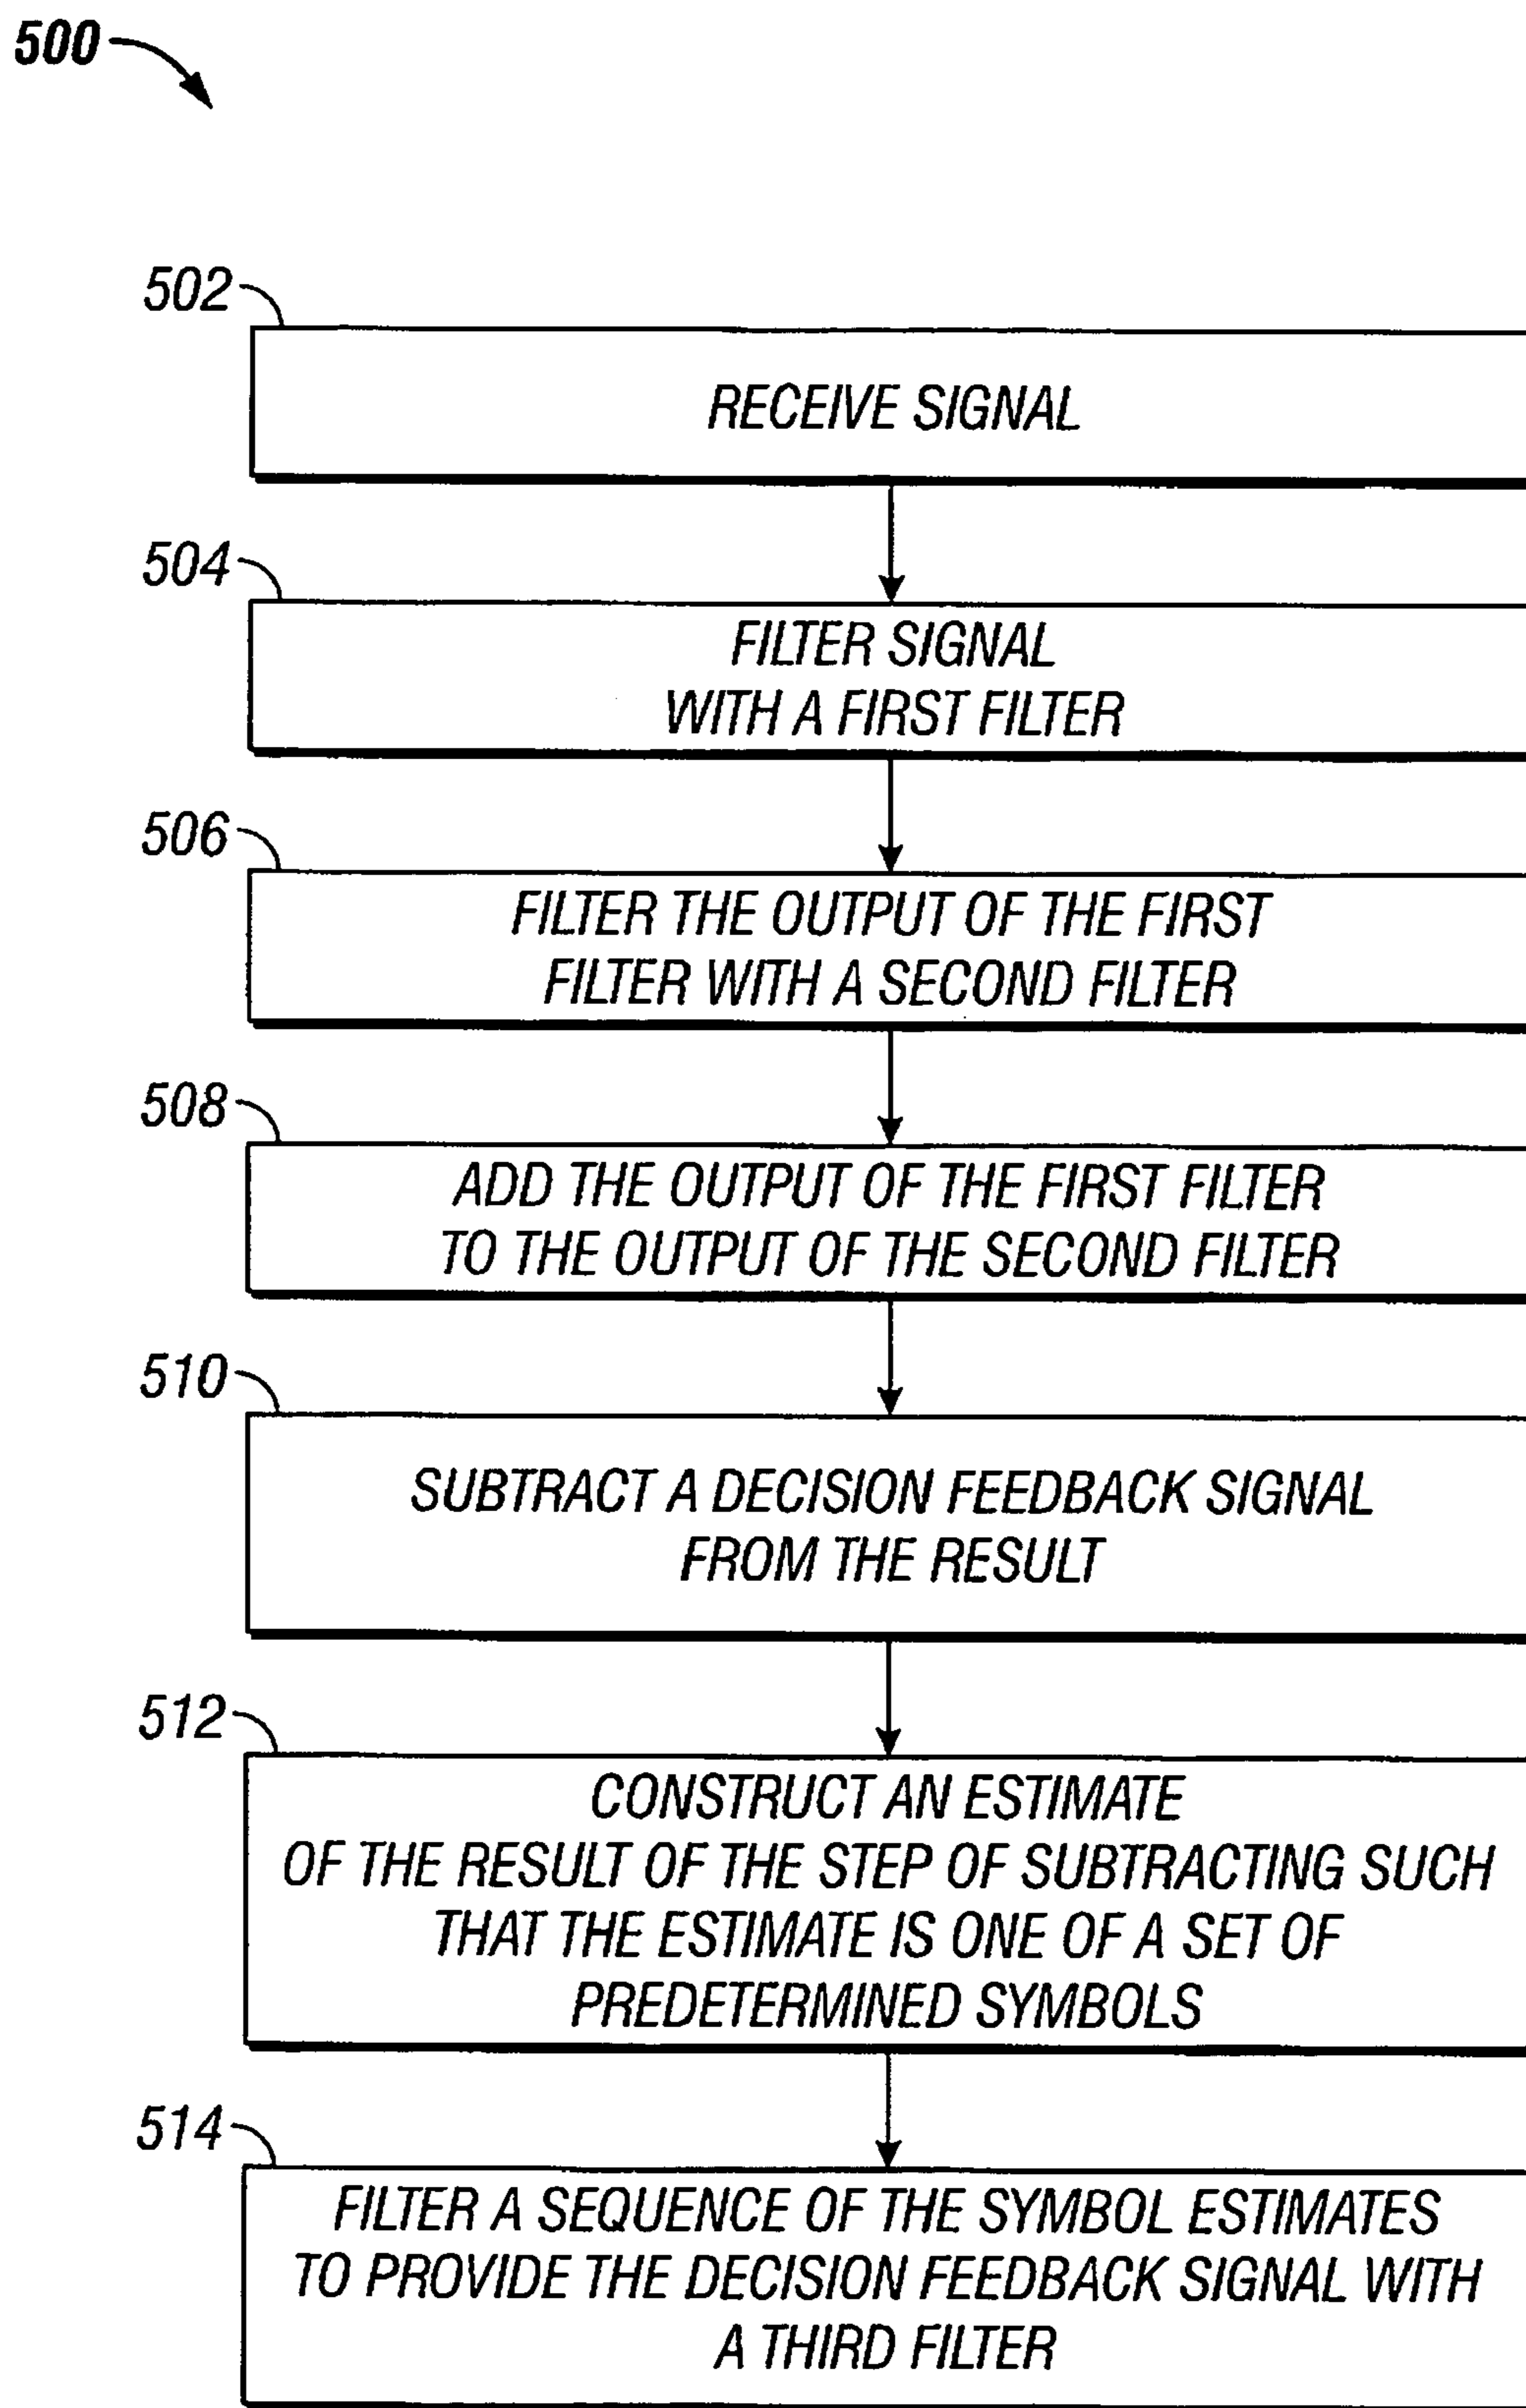 500
502
RECEIVE SIGNAL
504
FILTER SIGNAL
WITH A FIRST FILTER
506
FILTER THE OUTPUT OF THE FIRST
FILTER WITH A SECOND FILTER
508
ADD THE OUTPUT OF THE FIRST FILTER
TO THE OUTPUT OF THE SECOND FILTER
510
SUBTRACT A DECISION FEEDBACK SIGNAL
FROM THE RESULT
512
CONSTRUCT AN ESTIMATE
OF THE RESULT OF THE STEP OF SUBTRACTING SUCH
THAT THE ESTIMATE IS ONE OF A SET OF
PREDETERMINED SYMBOLS
514
FILTER A SEQUENCE OF THE SYMBOL ESTIMATES
TO PROVIDE THE DECISION FEEDBACK SIGNAL WITH
A THIRD FILTER